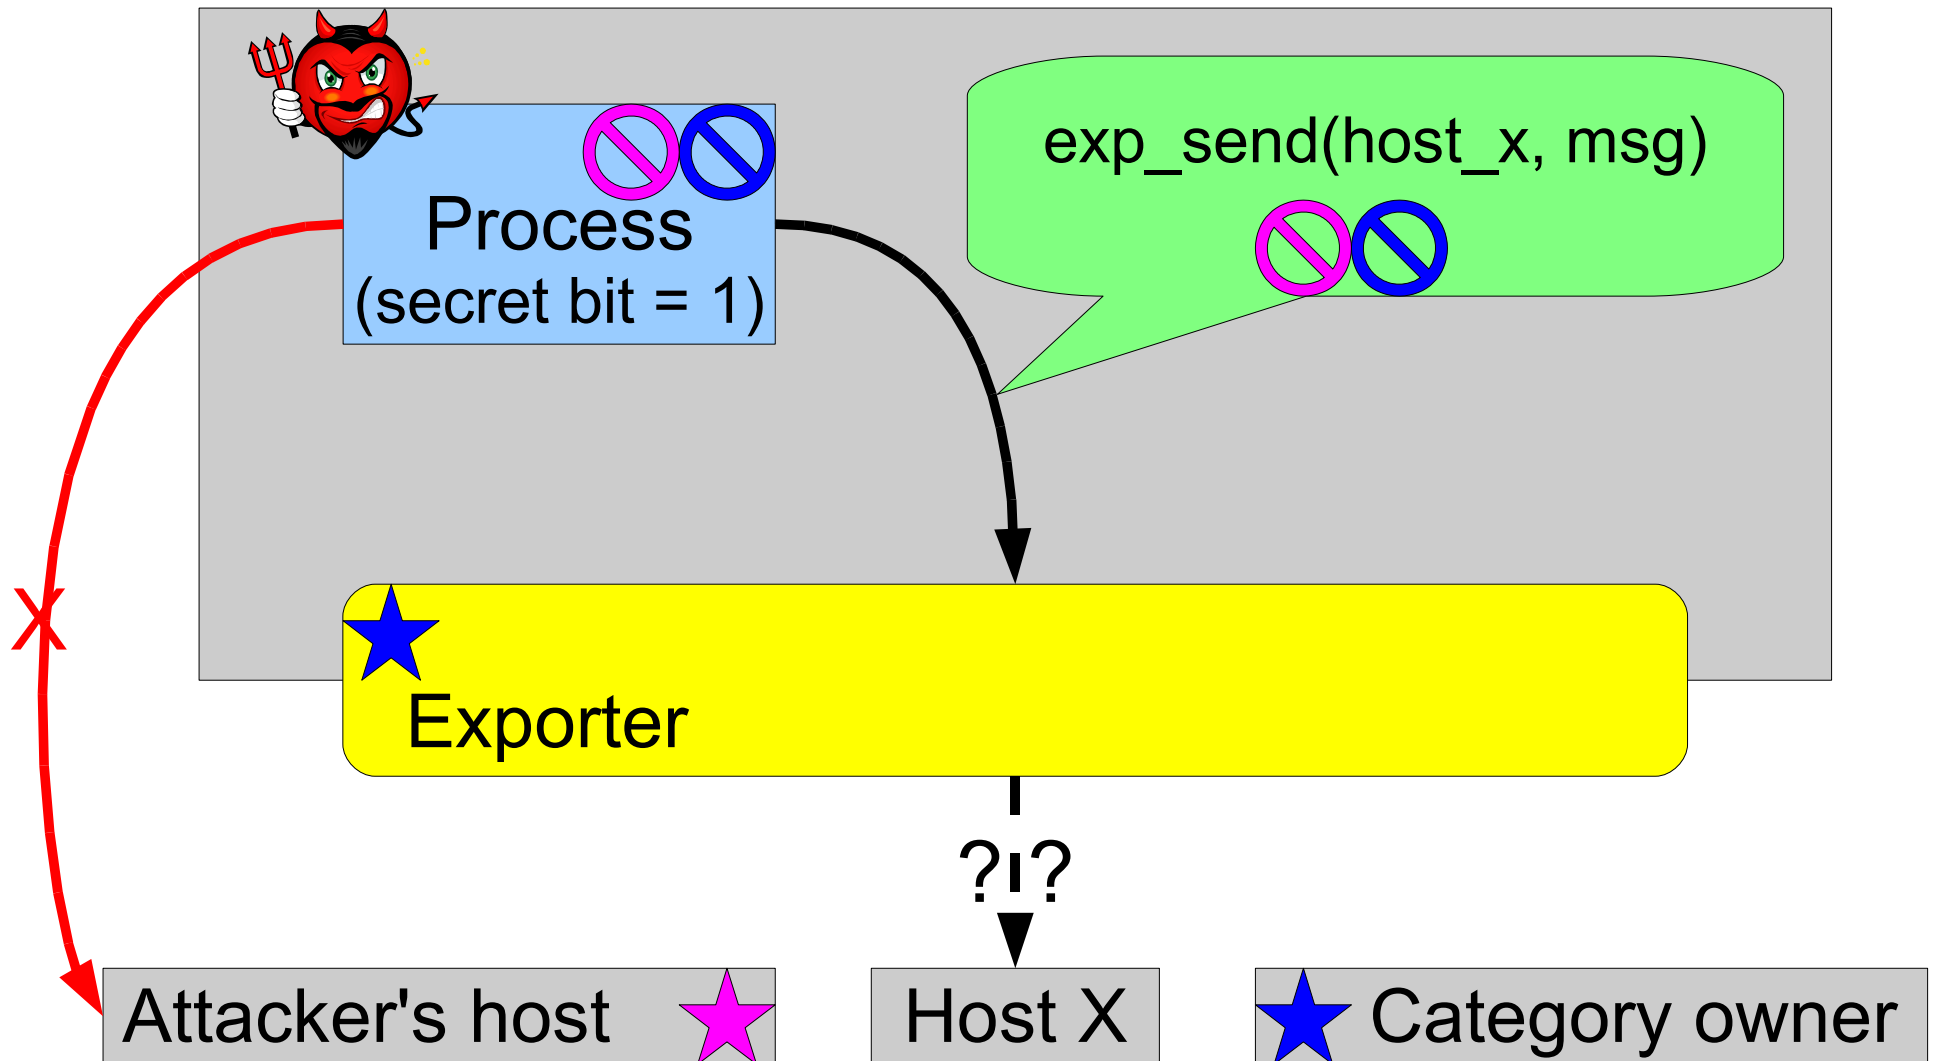 exp_send(host_x, msg)
Process
(secret bit = 1)
X
Exporter
? ?
Attacker's host
Host X
Category owner